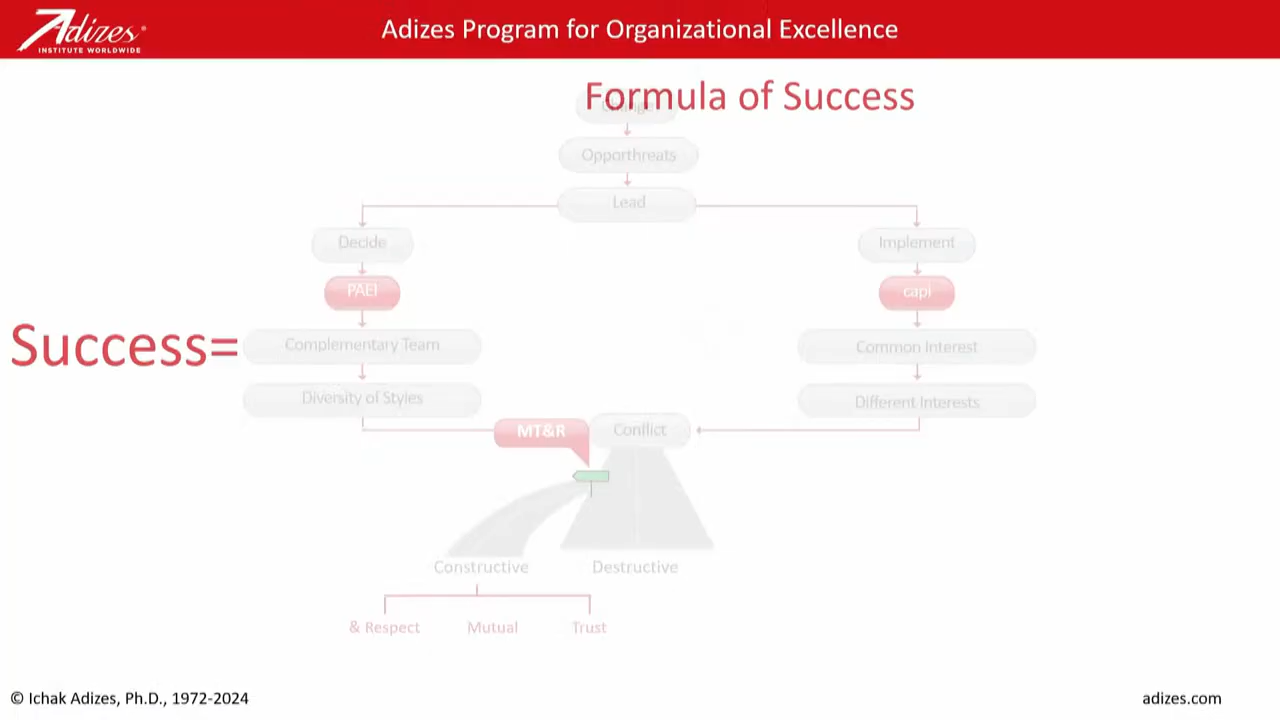 Adizes
INSTITUTE WORLDWIDE
Adizes Program for Organizational Excellence
Formula of Success
Change
Opporthreats
Lead
Decide
Implement
PAEI
capi
Success=
Complementary Team
Common Interest
Diversity of Styles
Different Interests
MT&R
Conflict
Constructive
Destructive
& Respect
Mutual
Trust
© Ichak Adizes, Ph.D., 1972-2024
adizes.com